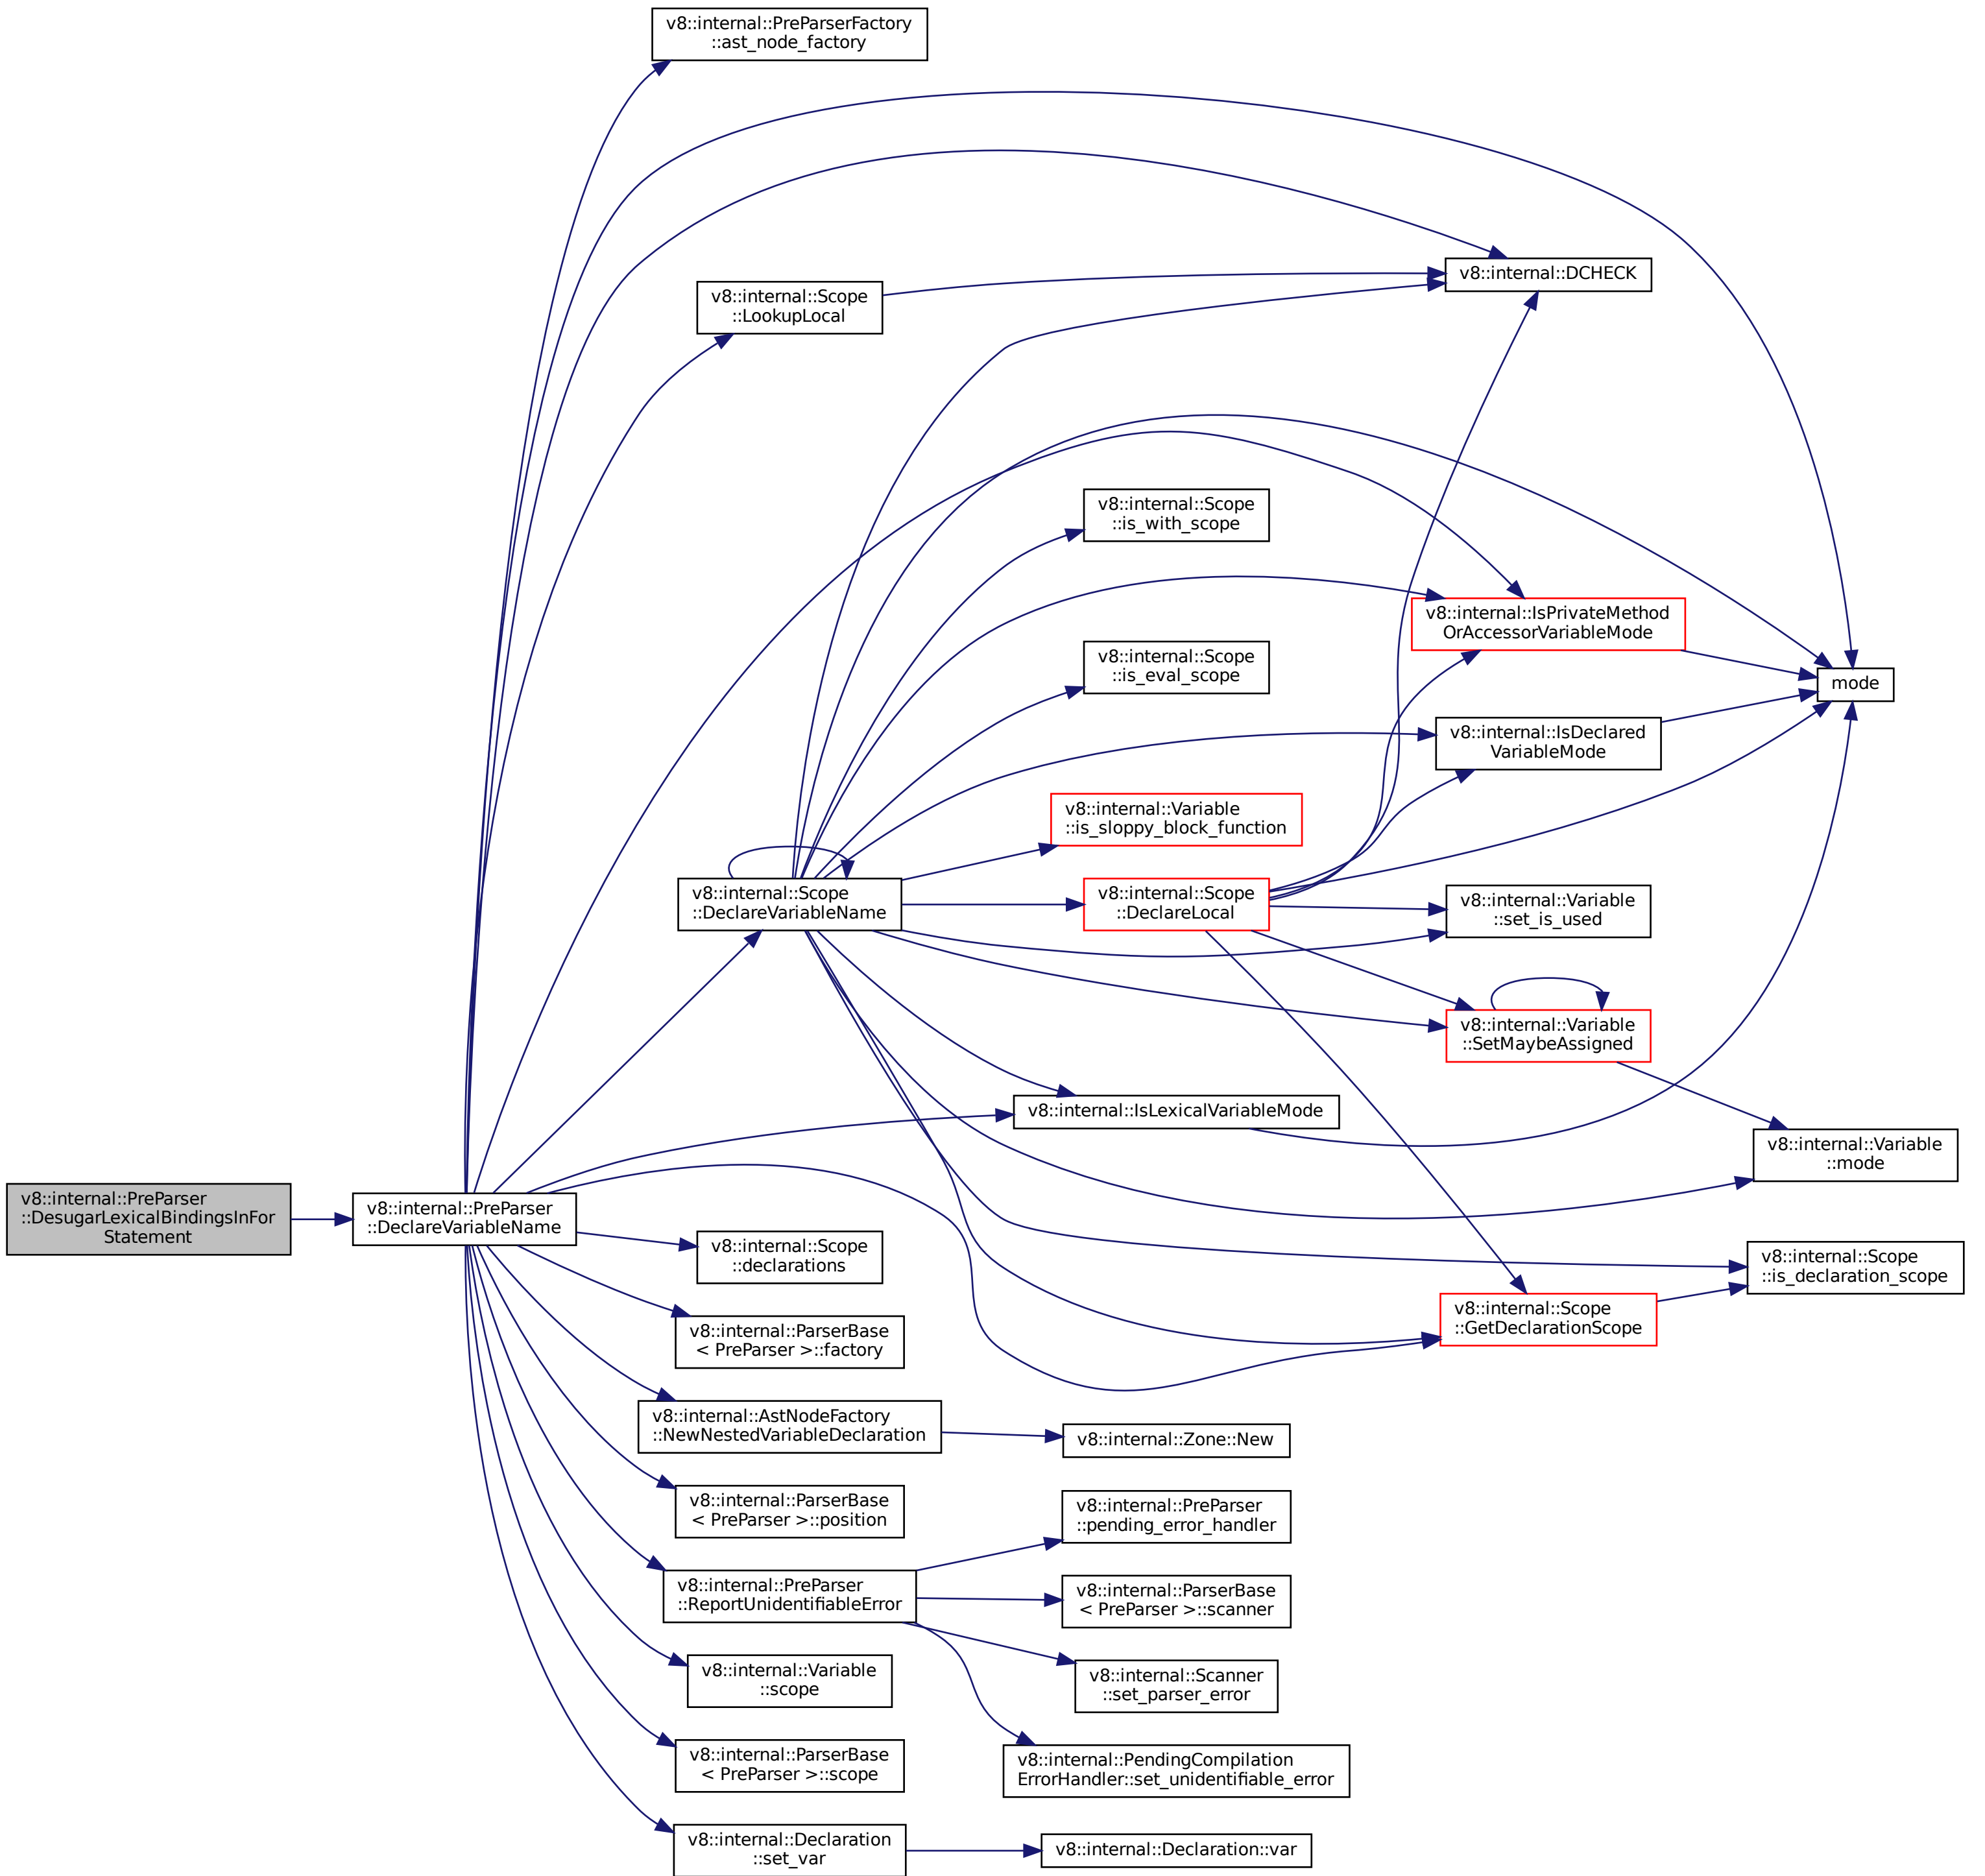 v8::internal::PreParserFactory
::ast_node_factory
v8::internal::DCHECK
v8::internal::Scope
::LookupLocal
v8::internal::Scope
::is_with_scope
v8::internal::IsPrivateMethod
OrAccessorVariableMode
v8::internal::Scope
::is_eval_scope
mode
v8::internal::IsDeclared
VariableMode
v8::internal::Variable
::is_sloppy_block_function
v8::internal::Scope
::DeclareVariableName
v8::internal::Scope
::DeclareLocal
v8::internal::Variable
::set_is_used
v8::internal::Variable
::SetMaybeAssigned
v8::internal::IsLexicalVariableMode
v8::internal::Variable
::mode
v8::internal::PreParser
::DesugarLexicalBindingsInFor
Statement
v8::internal::PreParser
::DeclareVariableName
v8::internal::Scope
::declarations
v8::internal::Scope
::is_declaration_scope
v8::internal::Scope
::GetDeclarationScope
v8::internal::ParserBase
< PreParser >::factory
v8::internal::AstNodeFactory
::NewNestedVariableDeclaration
v8::internal::Zone::New
v8::internal::ParserBase
< PreParser >::position
v8::internal::PreParser
::pending_error_handler
v8::internal::PreParser
::ReportUnidentifiableError
v8::internal::ParserBase
< PreParser >::scanner
v8::internal::Scanner
::set_parser_error
v8::internal::Variable
::scope
v8::internal::PendingCompilation
ErrorHandler::set_unidentifiable_error
v8::internal::ParserBase
< PreParser >::scope
v8::internal::Declaration
::set_var
v8::internal::Declaration::var